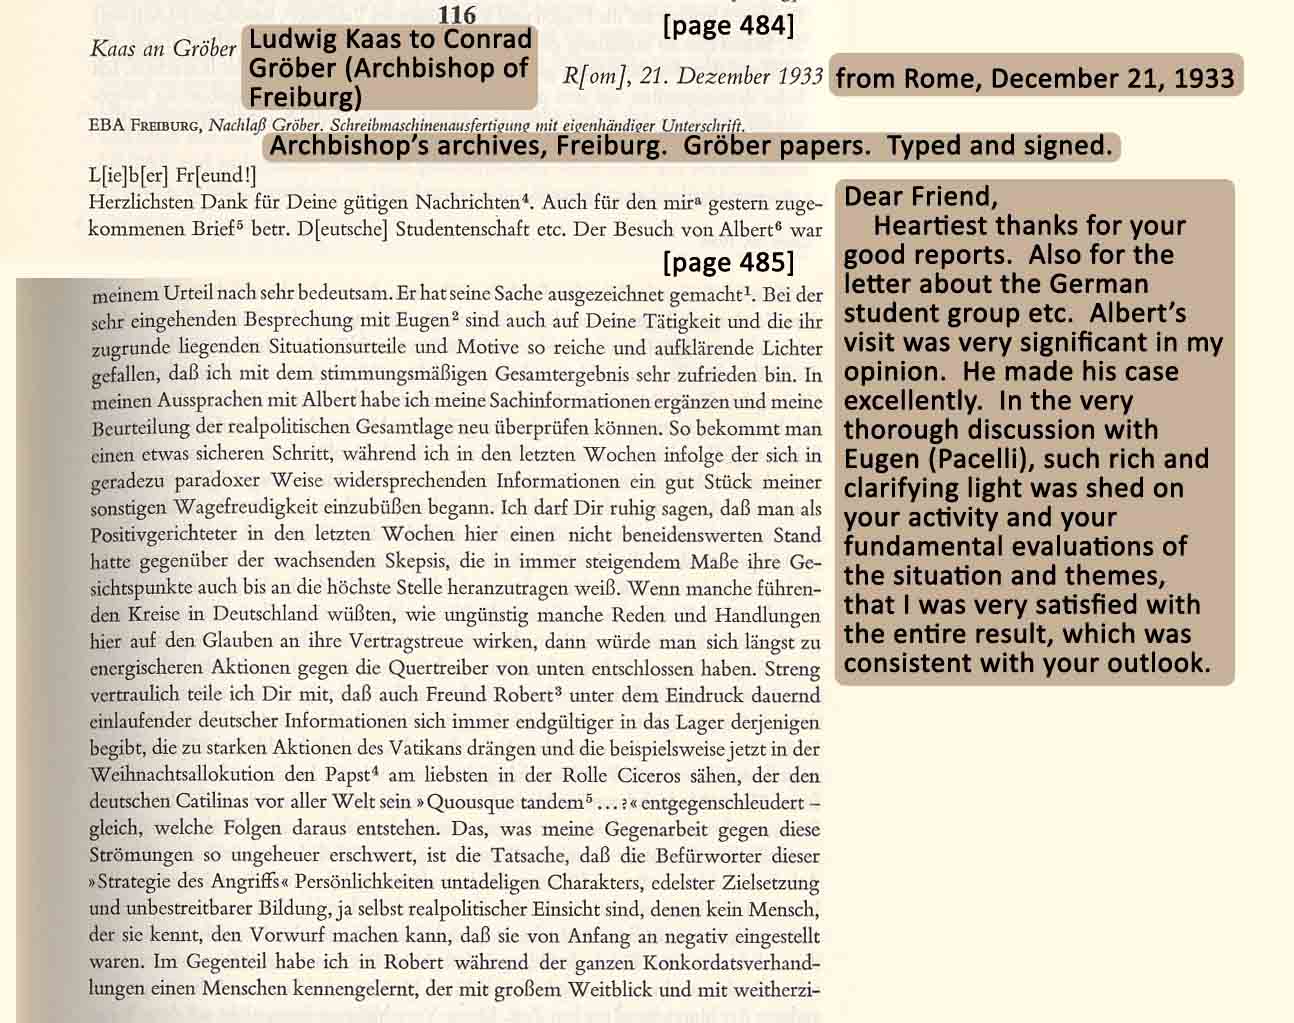 116
[page 484]
Kaas an Gröber
Ludwig Kaas to Conrad
Gröber (Archbishop of
Freiburg)
R[om], 21. Dezember 1933
from Rome, December 21, 1933
EBA FREIBURG, Nachlaß Gröber. Schreibmaschinenausfertigung mit eigenhändiger Unterschrift.
Archbishop's archives, Freiburg. Gröber papers. Typed and signed.
L[ie]b[er] Fr[eund!]
Herzlichsten Dank für Deine gütigen Nachrichten⁴. Auch für den mirᵃ gestern zuge-
kommenen Brief⁵ betr. D[eutsche] Studentenschaft etc. Der Besuch von Albert⁶ war
[page 485]
meinem Urteil nach sehr bedeutsam. Er hat seine Sache ausgezeichnet gemacht¹. Bei der
sehr eingehenden Besprechung mit Eugen² sind auch auf Deine Tätigkeit und die ihr
zugrunde liegenden Situationsurteile und Motive so reiche und aufklärende Lichter
gefallen, daß ich mit dem stimmungsmäßigen Gesamtergebnis sehr zufrieden bin. In
meinen Aussprachen mit Albert habe ich meine Sachinformationen ergänzen und meine
Beurteilung der realpolitischen Gesamtlage neu überprüfen können. So bekommt man
einen etwas sicheren Schritt, während ich in den letzten Wochen infolge der sich in
geradezu paradoxer Weise widersprechenden Informationen ein gut Stück meiner
sonstigen Wagefreudigkeit einzubüßen begann. Ich darf Dir ruhig sagen, daß man als
Positivgerichteter in den letzten Wochen hier einen nicht beneidenswerten Stand
hatte gegenüber der wachsenden Skepsis, die in immer steigendem Maße ihre Ge-
sichtspunkte auch bis an die höchste Stelle heranzutragen weiß. Wenn manche führen-
den Kreise in Deutschland wüßten, wie ungünstig manche Reden und Handlungen
hier auf den Glauben an ihre Vertragstreue wirken, dann würde man sich längst zu
energischeren Aktionen gegen die Quertreiber von unten entschlossen haben. Streng
vertraulich teile ich Dir mit, daß auch Freund Robert³ unter dem Eindruck dauernd
einlaufender deutscher Informationen sich immer endgültiger in das Lager derjenigen
begibt, die zu starken Aktionen des Vatikans drängen und die beispielsweise jetzt in der
Weihnachtsallokution den Papst⁴ am liebsten in der Rolle Ciceros sähen, der den
deutschen Catilinas vor aller Welt sein »Quousque tandem⁵ ...?« entgegenschleudert –
gleich, welche Folgen daraus entstehen. Das, was meine Gegenarbeit gegen diese
Strömungen so ungeheuer erschwert, ist die Tatsache, daß die Befürworter dieser
»Strategie des Angriffs« Persönlichkeiten untadeligen Charakters, edelster Zielsetzung
und unbestreitbarer Bildung, ja selbst realpolitischer Einsicht sind, denen kein Mensch,
der sie kennt, den Vorwurf machen kann, daß sie von Anfang an negativ eingestellt
waren. Im Gegenteil habe ich in Robert während der ganzen Konkordatsverhand-
lungen einen Menschen kennengelernt, der mit großem Weitblick und mit weitherzi-
Dear Friend,
Heartiest thanks for your
good reports. Also for the
letter about the German
student group etc. Albert's
visit was very significant in my
opinion. He made his case
excellently. In the very
thorough discussion with
Eugen (Pacelli), such rich and
clarifying light was shed on
your activity and your
fundamental evaluations of
the situation and themes,
that I was very satisfied with
the entire result, which was
consistent with your outlook.